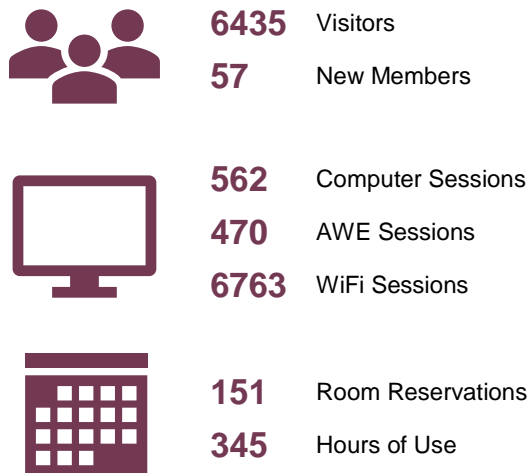 6435 Visitors
57 New Members
562 Computer Sessions
470 AWE Sessions
6763 WiFi Sessions
151 Room Reservations
345 Hours of Use